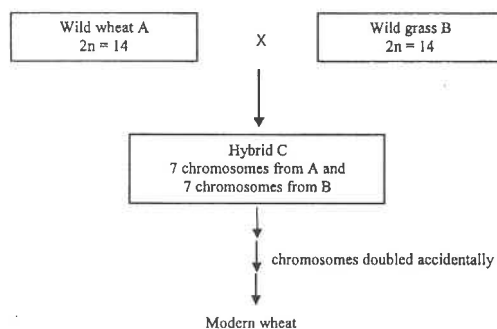 Wild wheat A
2n = 14
X
Wild grass B
2n = 14
Hybrid C
7 chromosomes from A and
7 chromosomes from B
chromosomes doubled accidentally
Modern wheat